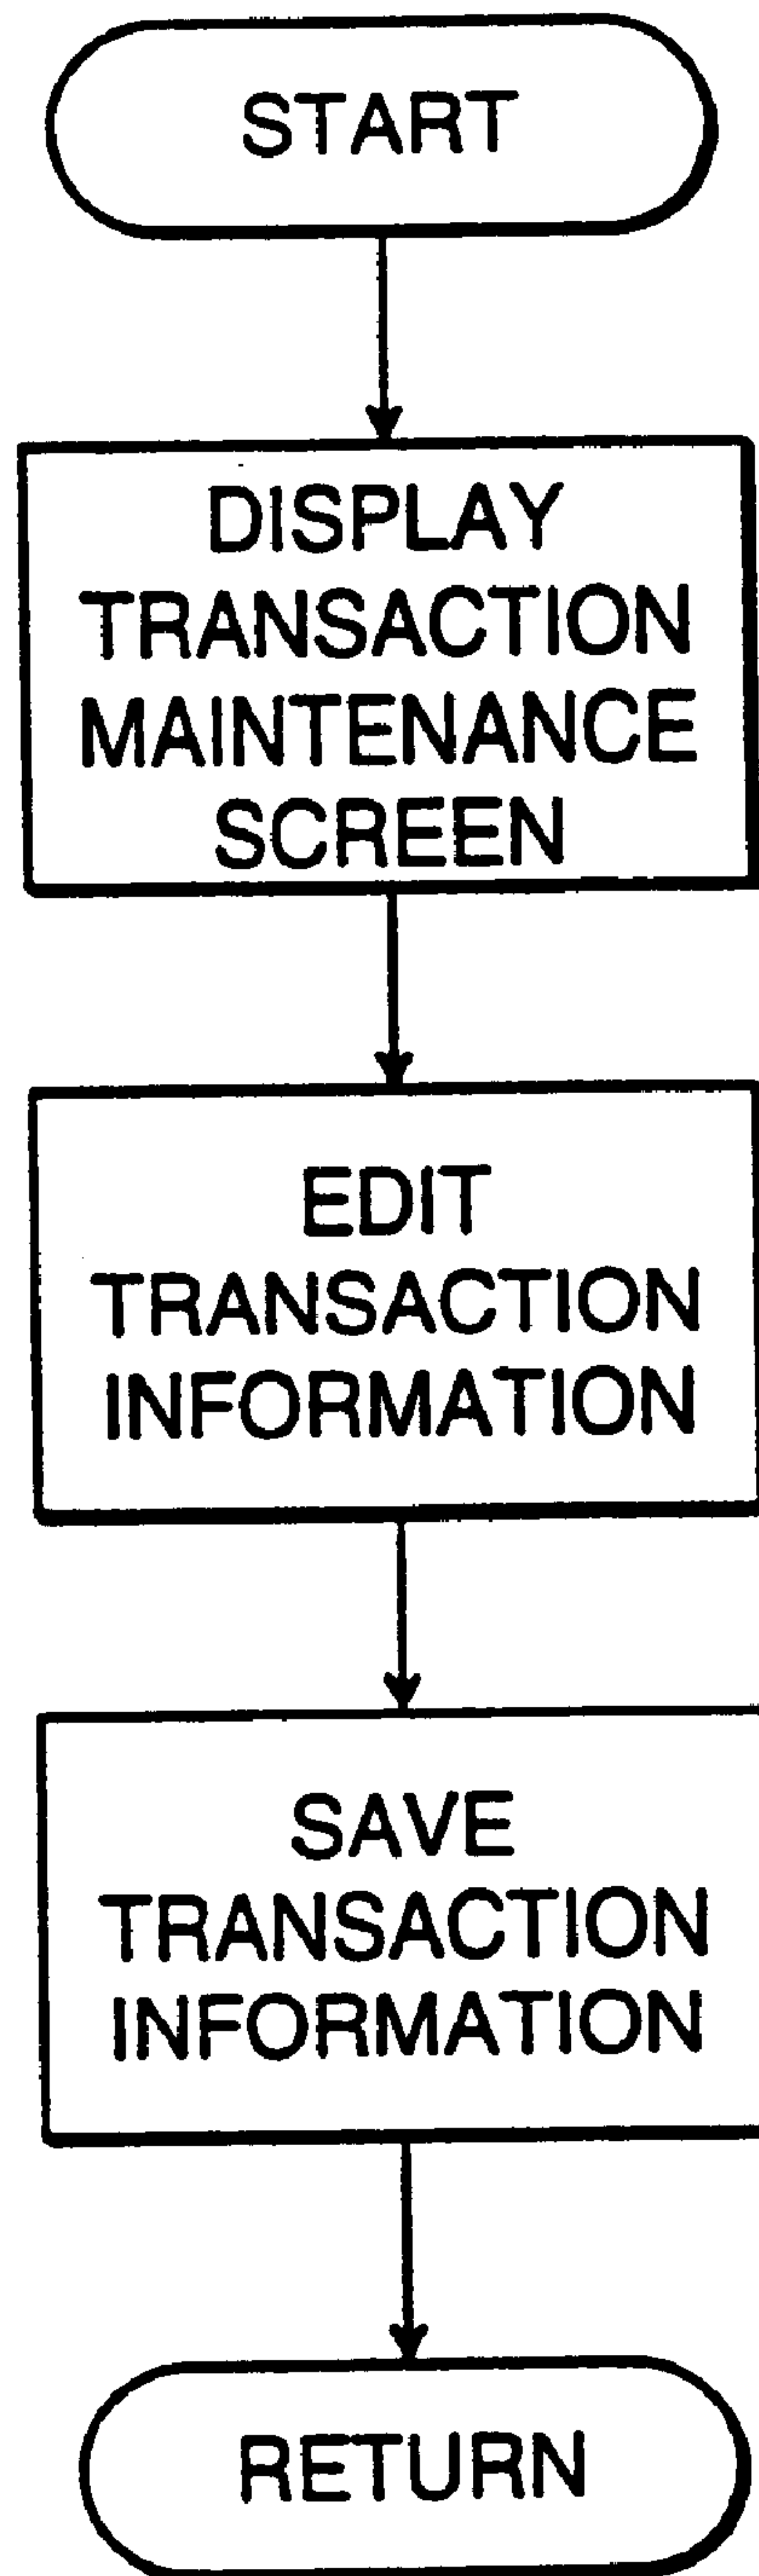 START
DISPLAY
TRANSACTION
MAINTENANCE
SCREEN
EDIT
TRANSACTION
INFORMATION
SAVE
TRANSACTION
INFORMATION
RETURN